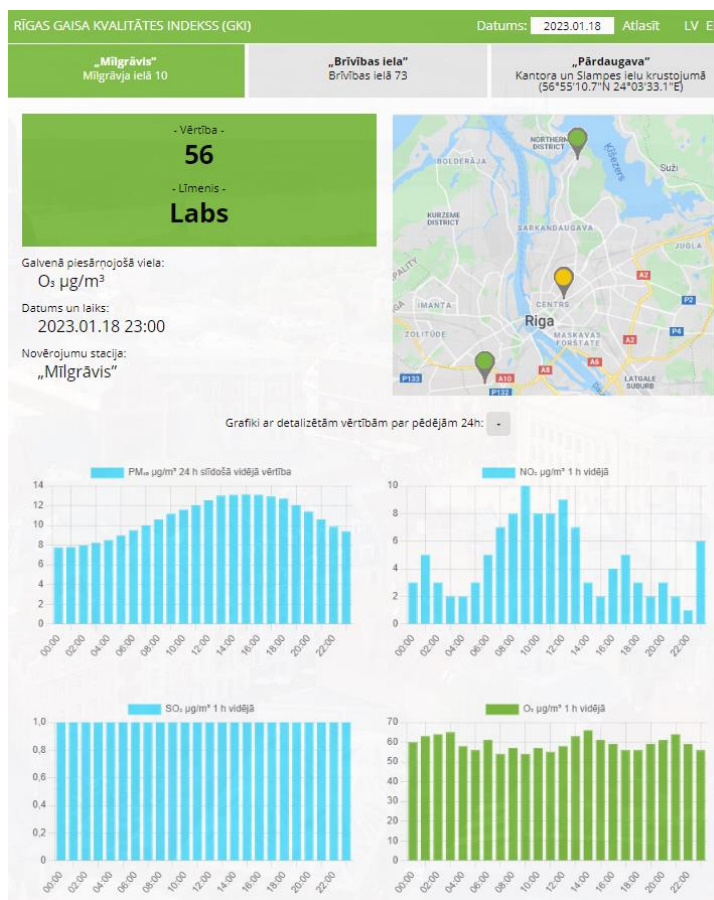 RĪGAS GAISA KVALITĀTES INDEKSS (GKI)
Datums: 2023.01.18 Atlasīt LV E
„Mīlgrāvis”
Mīlgrāvja ielā 10
„Brīvības iela”
Brīvības ielā 73
„Pārdaugava”
Kantora un Slampes ielu krustojumā
(56°55'10.7"N 24°03'33.1"E)
- Vērtība -
56
- Līmenis -
Labs
Galvenā piesārņojošā viela:
O₃ µg/m³
Datums un laiks:
2023.01.18 23:00
Novērojumu stacija:
„Mīlgrāvis”
NORTHERN
DISTRICT
BOLDERĀJA
Ķīšezers
Suži
KURZEME
DISTRICT
SARKANDAUGAVA
JUGLA
A2
IMANTA
CENTRS
P2
Rīga
ZOLITŪDE
MASKAVAS
FORŠTATE
A2
P4
A8
A6
P133
A10
P132
LATGALE
SUBURB
Grafiki ar detalizētām vērtībām par pēdējām 24h: -
PM₁₀ µg/m³ 24 h slīdošā vidējā vērtība
14
12
10
8
6
4
2
0
00:00 02:00 04:00 06:00 08:00 10:00 12:00 14:00 16:00 18:00 20:00 22:00
NO₂ µg/m³ 1 h vidējā
10
8
6
4
2
0
00:00 02:00 04:00 06:00 08:00 10:00 12:00 14:00 16:00 18:00 20:00 22:00
SO₂ µg/m³ 1 h vidējā
1,0
0,8
0,6
0,4
0,2
0
00:00 02:00 04:00 06:00 08:00 10:00 12:00 14:00 16:00 18:00 20:00 22:00
O₃ µg/m³ 1 h vidējā
70
60
50
40
30
20
10
0
00:00 02:00 04:00 06:00 08:00 10:00 12:00 14:00 16:00 18:00 20:00 22:00